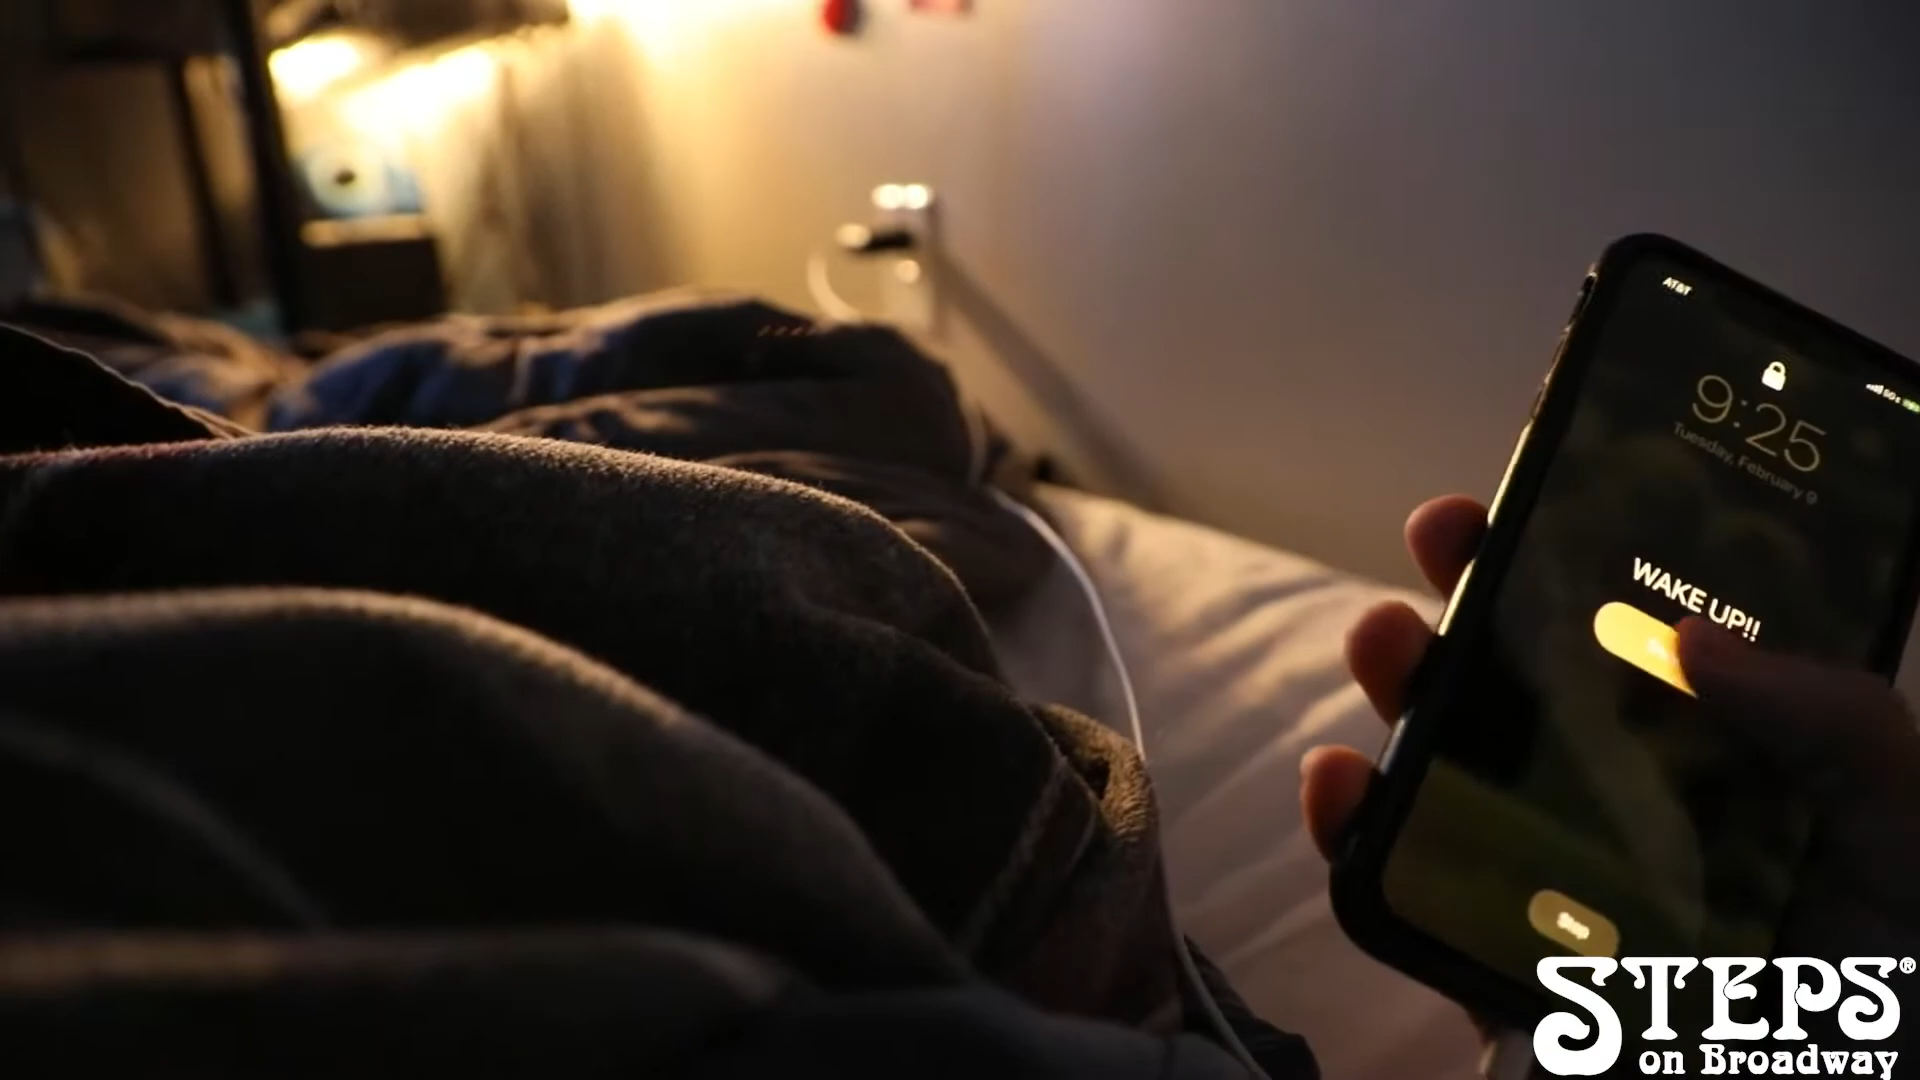 AT&T
9:25
Tuesday, February 9
WAKE UP!!
Stop
STEPS®
on Broadway